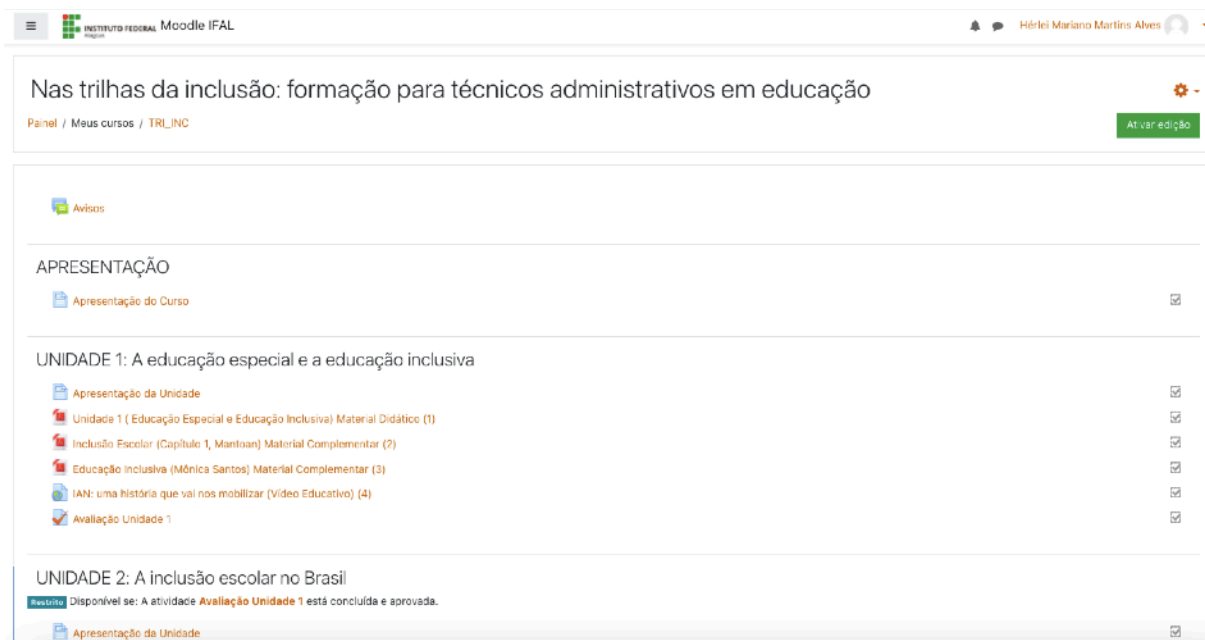 INSTITUTO FEDERAL Moodle IFAL
Alagoas
Hérlei Mariano Martins Alves
Nas trilhas da inclusão: formação para técnicos administrativos em educação
Painel / Meus cursos / TRI_INC
Ativar edição
Avisos
APRESENTAÇÃO
Apresentação do Curso
UNIDADE 1: A educação especial e a educação inclusiva
Apresentação da Unidade
Unidade 1 ( Educação Especial e Educação Inclusiva) Material Didático (1)
Inclusão Escolar (Capítulo 1, Mantoan) Material Complementar (2)
Educação Inclusiva (Mônica Santos) Material Complementar (3)
IAN: uma história que vai nos mobilizar (Vídeo Educativo) (4)
Avaliação Unidade 1
UNIDADE 2: A inclusão escolar no Brasil
Restrito Disponível se: A atividade Avaliação Unidade 1 está concluída e aprovada.
Apresentação da Unidade